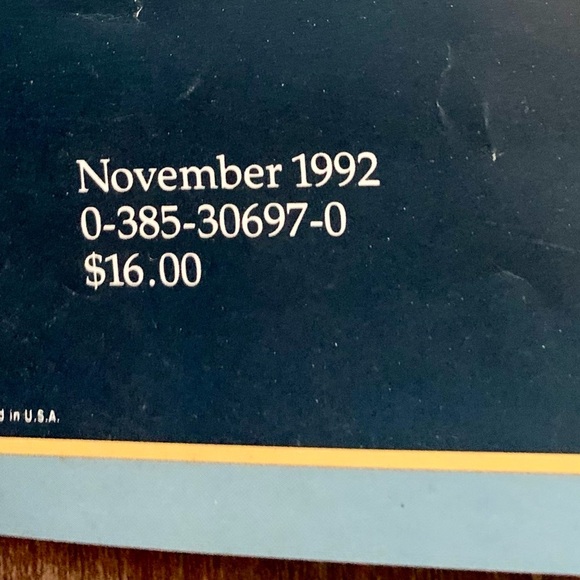 November 1992
0-385-30697-0
$16.00
in U.S.A.